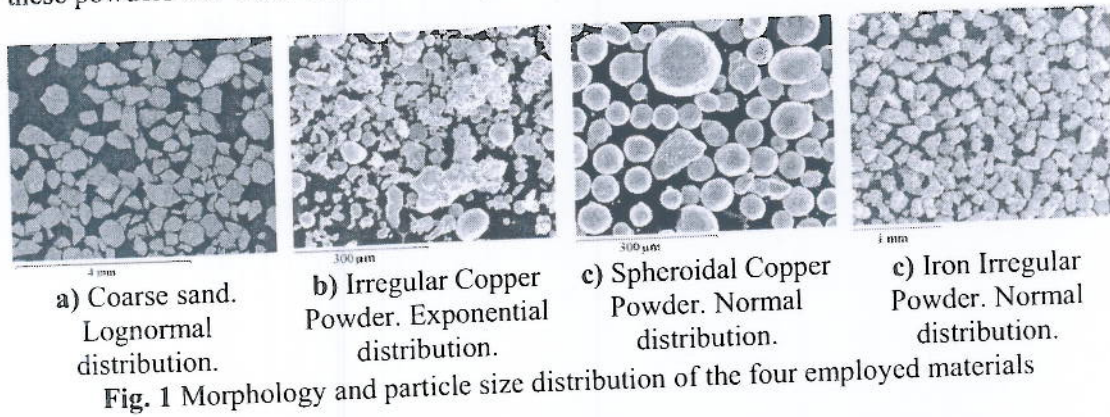 these powders
4 mm
300 µm
300 µm
1 mm
a) Coarse sand.
Lognormal
distribution.
b) Irregular Copper
Powder. Exponential
distribution.
c) Spheroidal Copper
Powder. Normal
distribution.
c) Iron Irregular
Powder. Normal
distribution.
Fig. 1 Morphology and particle size distribution of the four employed materials